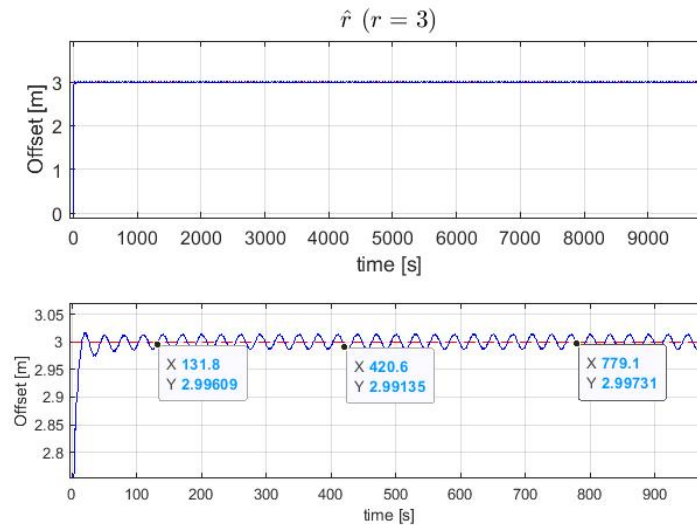 r̂ (r = 3)
Offset [m]
3
2
1
0
0 1000 2000 3000 4000 5000 6000 7000 8000 9000
time [s]
Offset [m]
3.05
3
2.95
2.9
2.85
2.8
X 131.8
Y 2.99609
X 420.6
Y 2.99135
X 779.1
Y 2.99731
0 100 200 300 400 500 600 700 800 900
time [s]